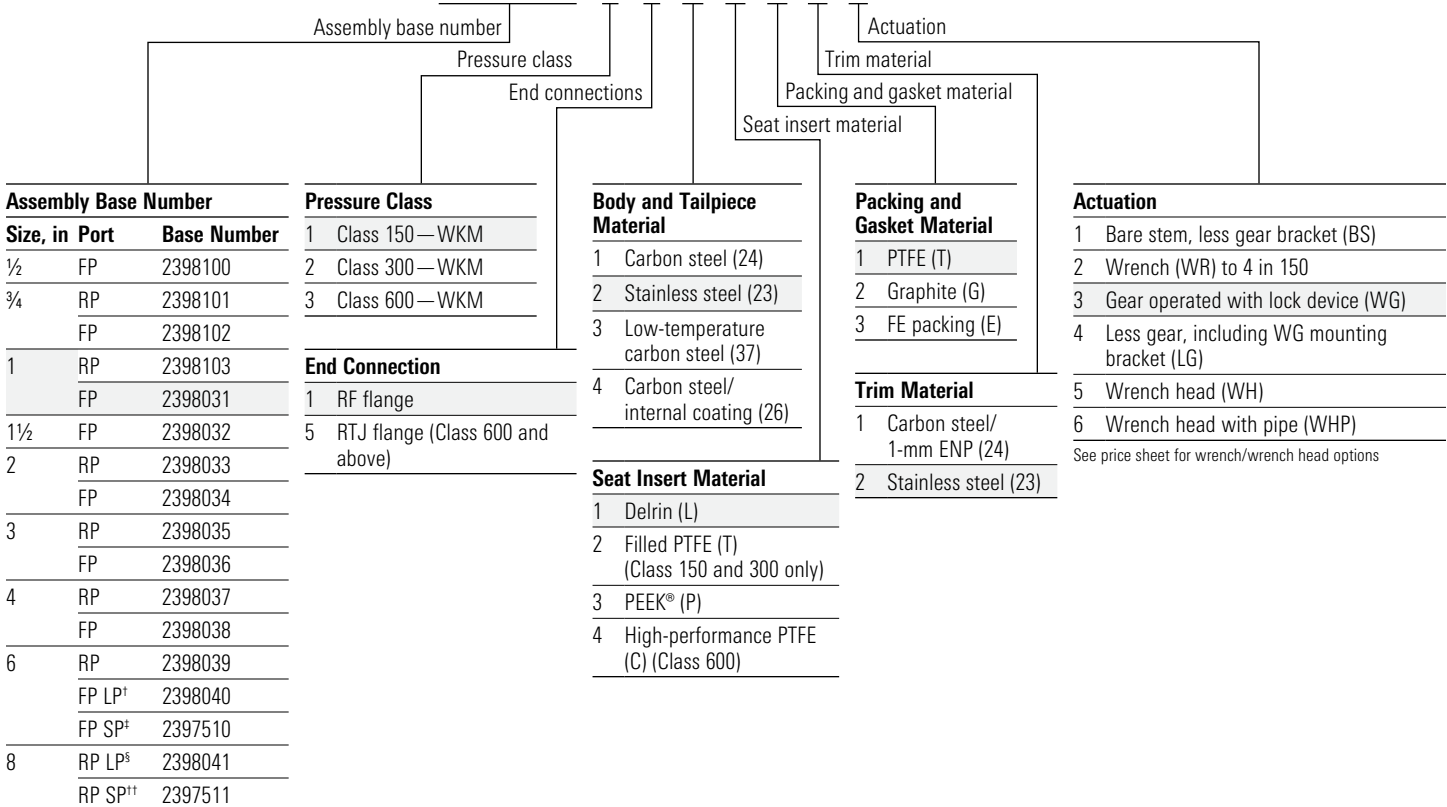 Assembly base number
Actuation
Pressure class
Trim material
End connections
Packing and gasket material
Seat insert material
Assembly Base Number
Size, in Port Base Number
½ FP 2398100
¾ RP 2398101
FP 2398102
1 RP 2398103
FP 2398031
1½ FP 2398032
2 RP 2398033
FP 2398034
3 RP 2398035
FP 2398036
4 RP 2398037
FP 2398038
6 RP 2398039
FP LP† 2398040
FP SP‡ 2397510
8 RP LP§ 2398041
RP SP†† 2397511
Pressure Class
1 Class 150—WKM
2 Class 300—WKM
3 Class 600—WKM
End Connection
1 RF flange
5 RTJ flange (Class 600 and
above)
Body and Tailpiece
Material
1 Carbon steel (24)
2 Stainless steel (23)
3 Low-temperature
carbon steel (37)
4 Carbon steel/
internal coating (26)
Seat Insert Material
1 Delrin (L)
2 Filled PTFE (T)
(Class 150 and 300 only)
3 PEEK® (P)
4 High-performance PTFE
(C) (Class 600)
Packing and
Gasket Material
1 PTFE (T)
2 Graphite (G)
3 FE packing (E)
Trim Material
1 Carbon steel/
1-mm ENP (24)
2 Stainless steel (23)
Actuation
1 Bare stem, less gear bracket (BS)
2 Wrench (WR) to 4 in 150
3 Gear operated with lock device (WG)
4 Less gear, including WG mounting
bracket (LG)
5 Wrench head (WH)
6 Wrench head with pipe (WHP)
See price sheet for wrench/wrench head options